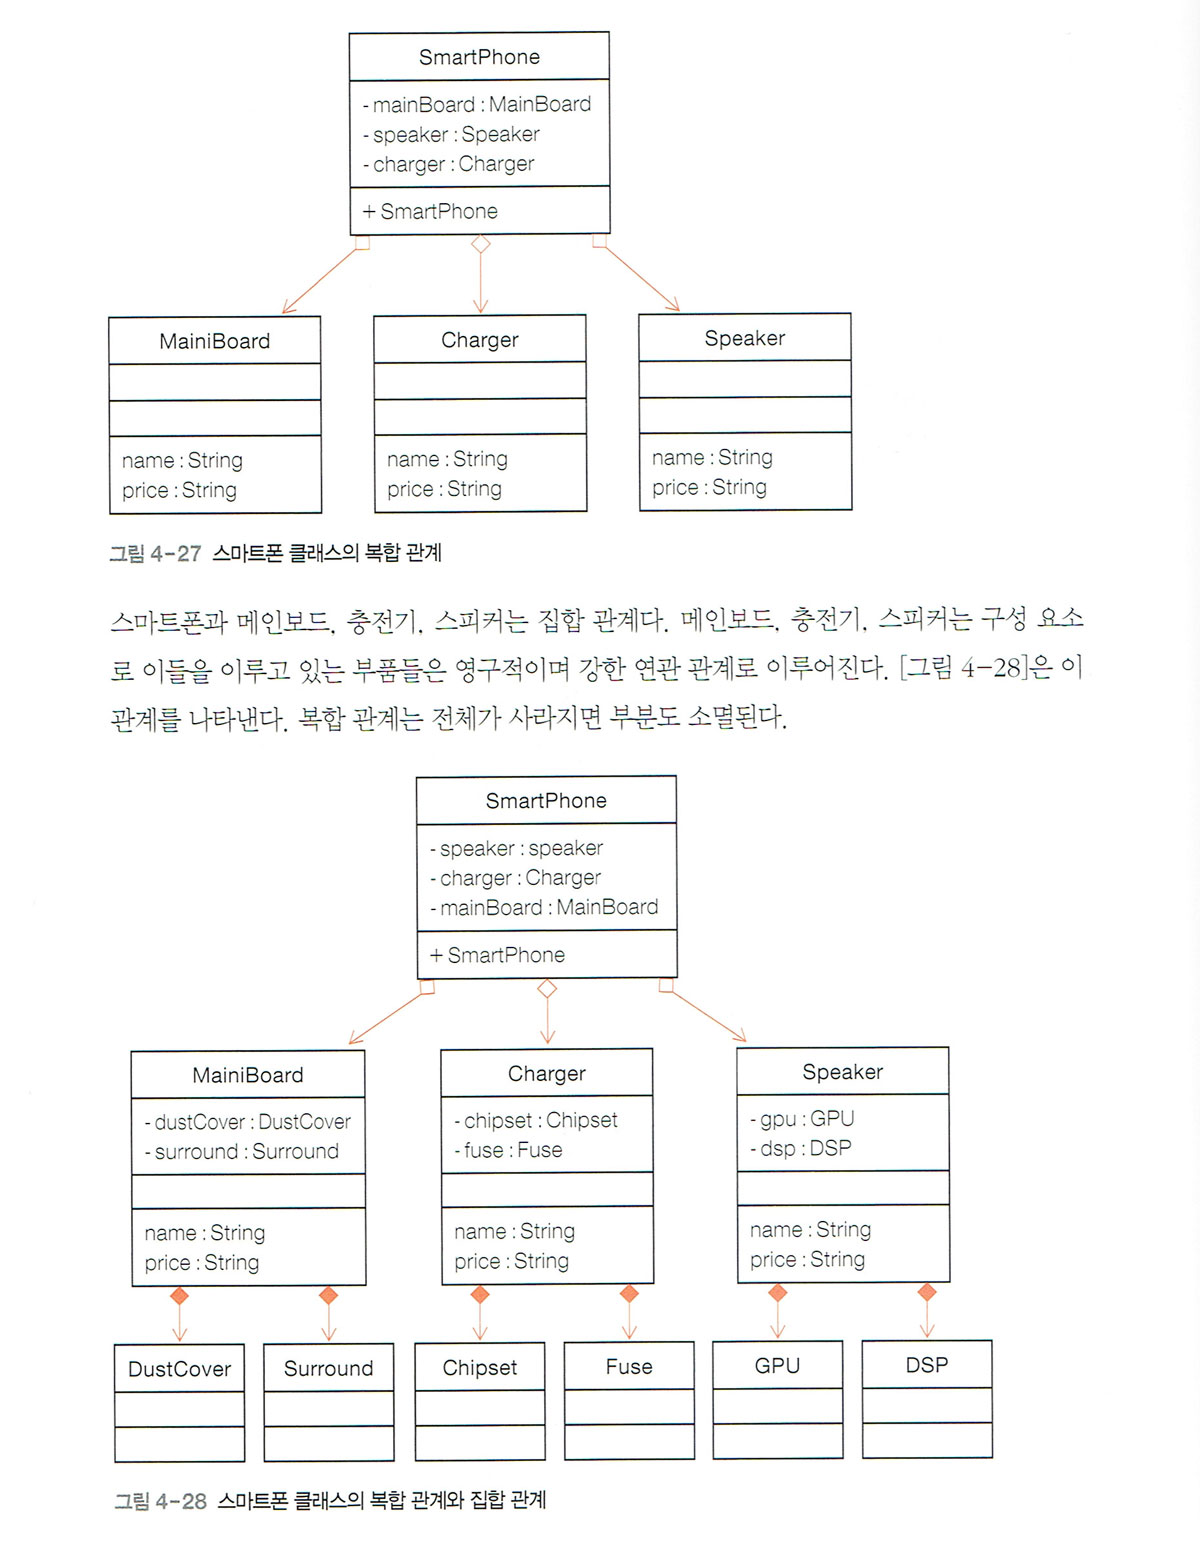 SmartPhone
- mainBoard : MainBoard
- speaker : Speaker
- charger : Charger
+ SmartPhone
MainiBoard
Charger
Speaker
name : String
price : String
name : String
price : String
name : String
price : String
그림 4-27 스마트폰 클래스의 복합 관계
스마트폰과 메인보드, 충전기, 스피커는 집합 관계다. 메인보드, 충전기, 스피커는 구성 요소
로 이들을 이루고 있는 부품들은 영구적이며 강한 연관 관계로 이루어진다. [그림 4-28]은 이
관계를 나타낸다. 복합 관계는 전체가 사라지면 부분도 소멸된다.
SmartPhone
- speaker : speaker
- charger : Charger
- mainBoard : MainBoard
+ SmartPhone
MainiBoard
- dustCover : DustCover
- surround : Surround
name : String
price : String
Charger
- chipset : Chipset
- fuse : Fuse
name : String
price : String
Speaker
- gpu : GPU
- dsp : DSP
name : String
price : String
DustCover
Surround
Chipset
Fuse
GPU
DSP
그림 4-28 스마트폰 클래스의 복합 관계와 집합 관계